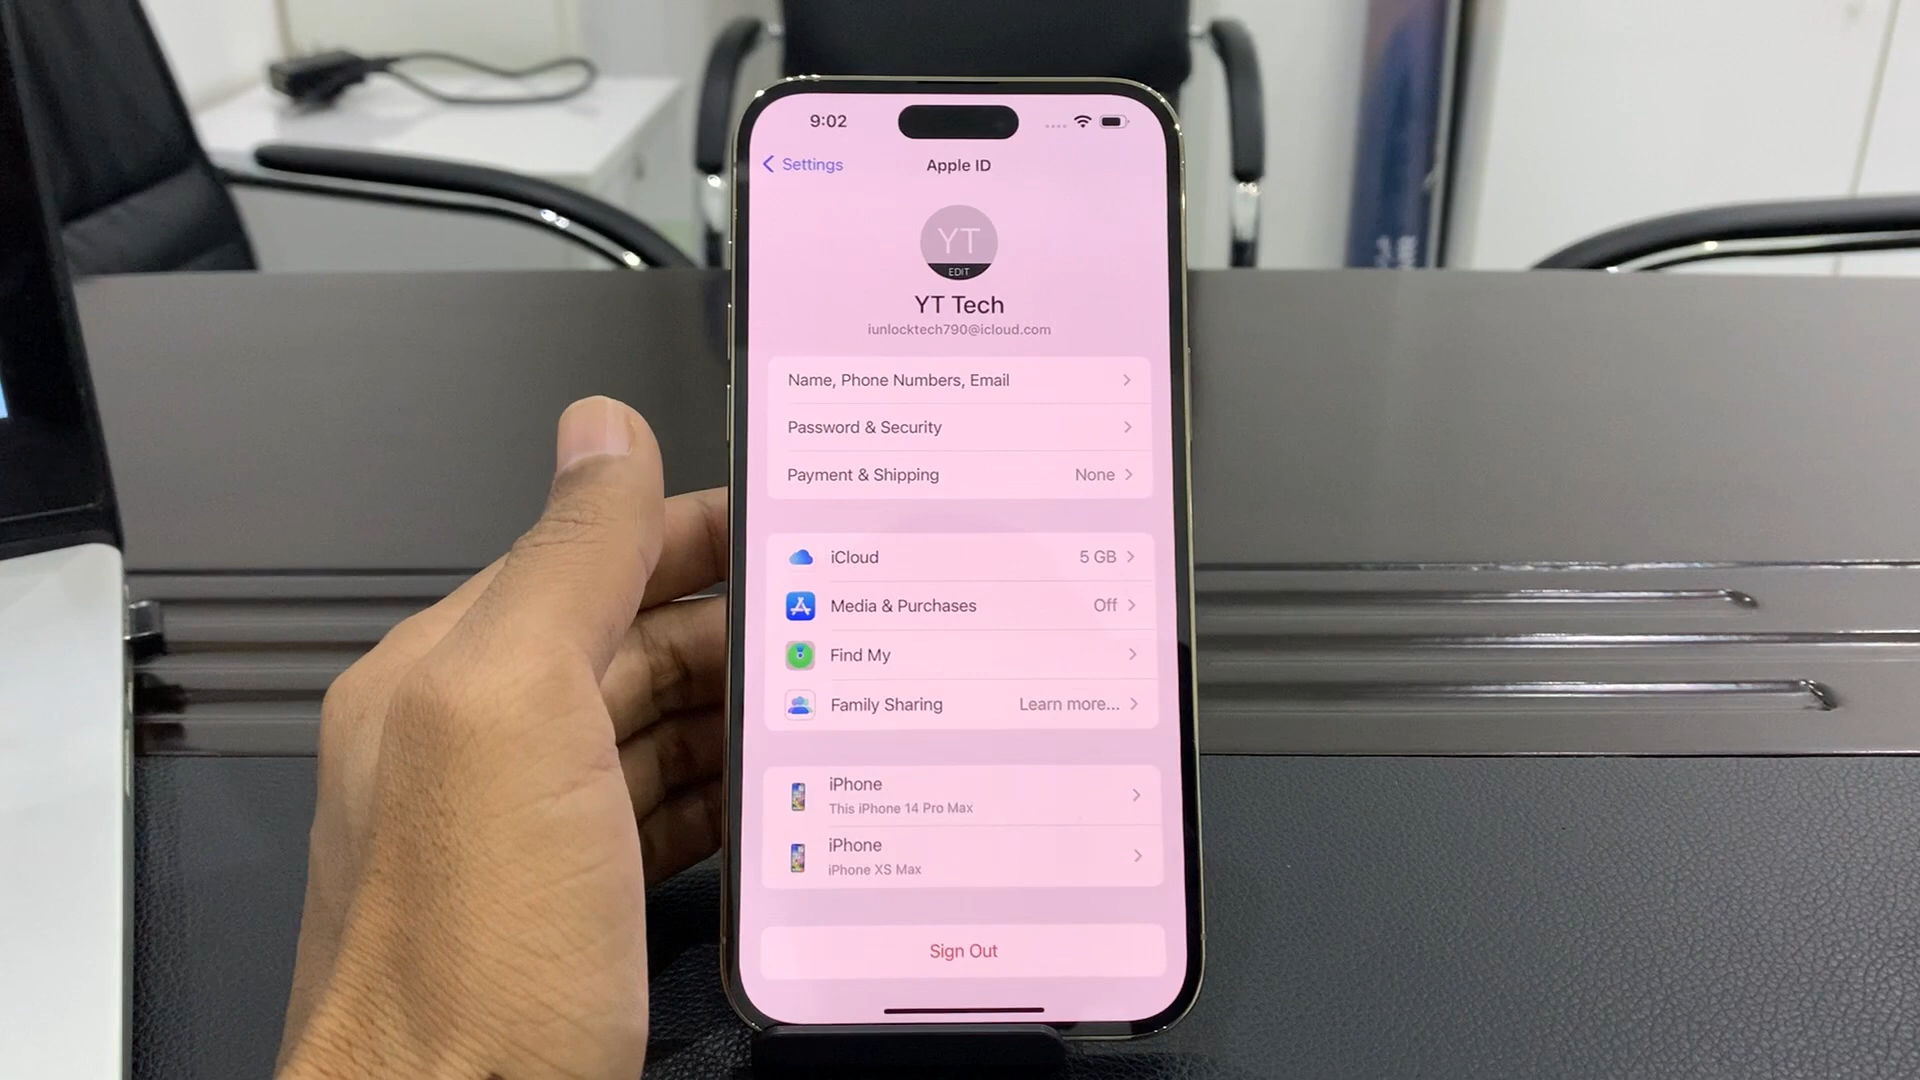 9:02
Settings
Apple ID
YT
EDIT
YT Tech
iunlocktech790@icloud.com
Name, Phone Numbers, Email
Password & Security
Payment & Shipping None
iCloud 5 GB
Media & Purchases Off
Find My
Family Sharing Learn more...
iPhone
This iPhone 14 Pro Max
iPhone
iPhone XS Max
Sign Out